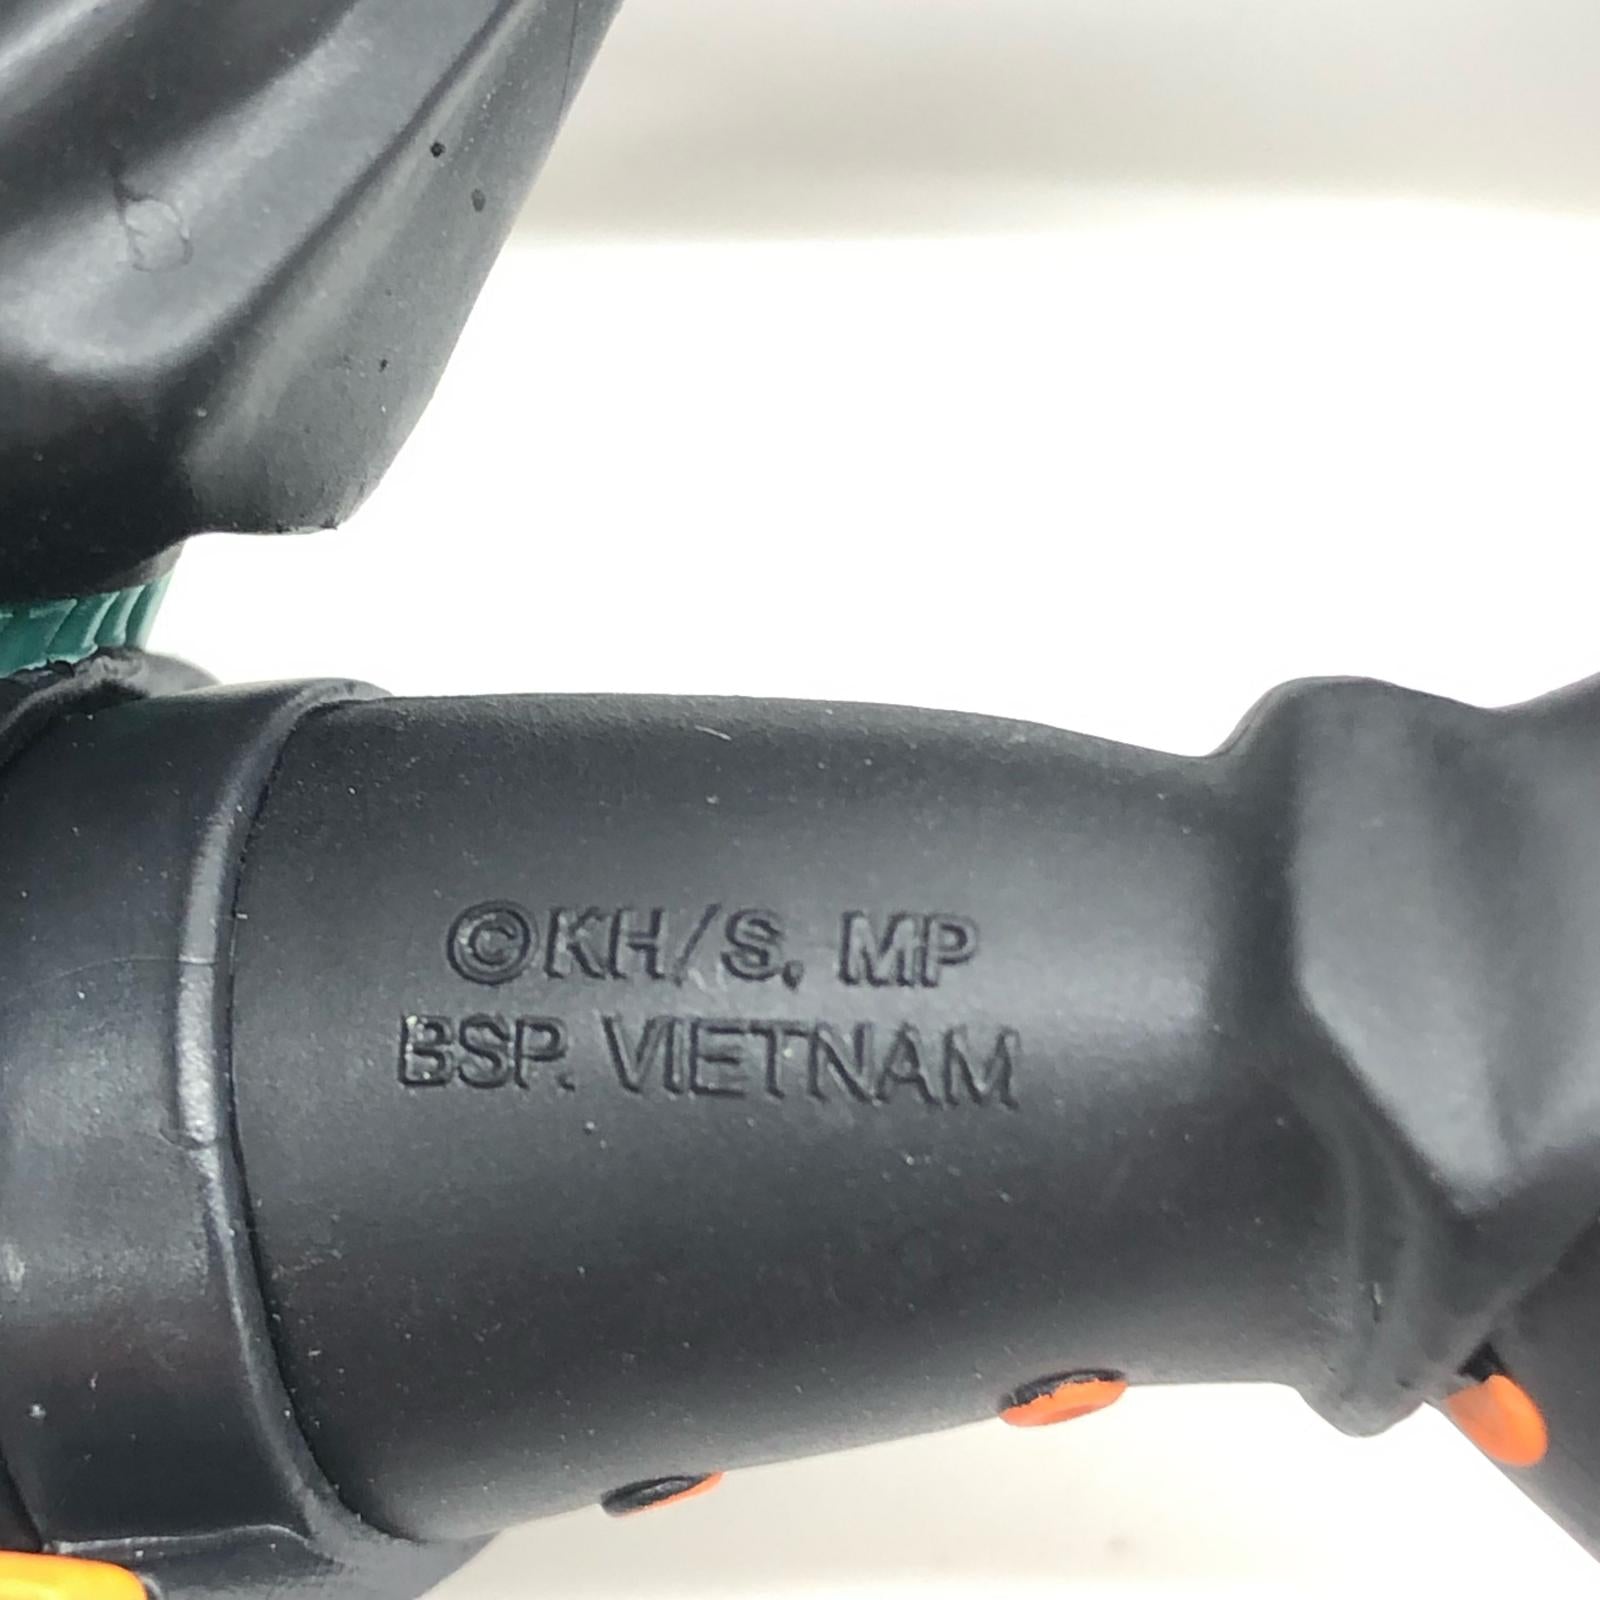 ©KH/S, MP
BSP. VIETNAM